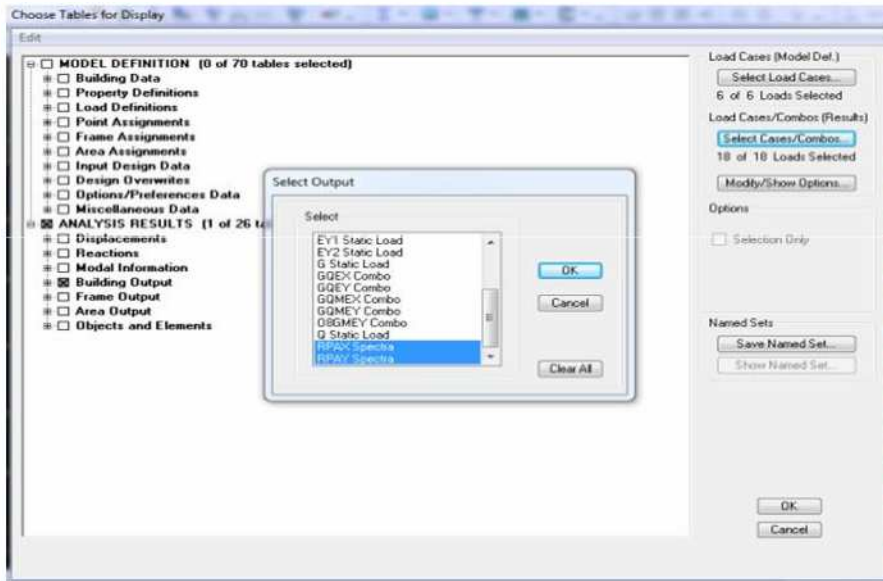 Choose Tables for Display
Edit
MODEL DEFINITION (0 of 70 tables selected)
Building Data
Property Definitions
Load Definitions
Point Assignments
Frame Assignments
Area Assignments
Input Design Data
Design Overwrites
Options/Preferences Data
Miscellaneous Data
ANALYSIS RESULTS (1 of 26 ta
Displacements
Reactions
Modal Information
Building Output
Frame Output
Area Output
Objects and Elements
Select Output
Select
EY1 Static Load
EY2 Static Load
G Static Load
GQEX Combo
GQEY Combo
GQMEX Combo
GQMEY Combo
08GMEY Combo
Q Static Load
RPAX Spectra
RPAY Spectra
OK
Cancel
Clear All
Load Cases (Model Def.)
Select Load Cases...
6 of 6 Loads Selected
Load Cases/Combos (Results)
Select Cases/Combos...
18 of 18 Loads Selected
Modify/Show Options...
Options
Selection Only
Named Sets
Save Named Set...
Show Named Set...
OK
Cancel